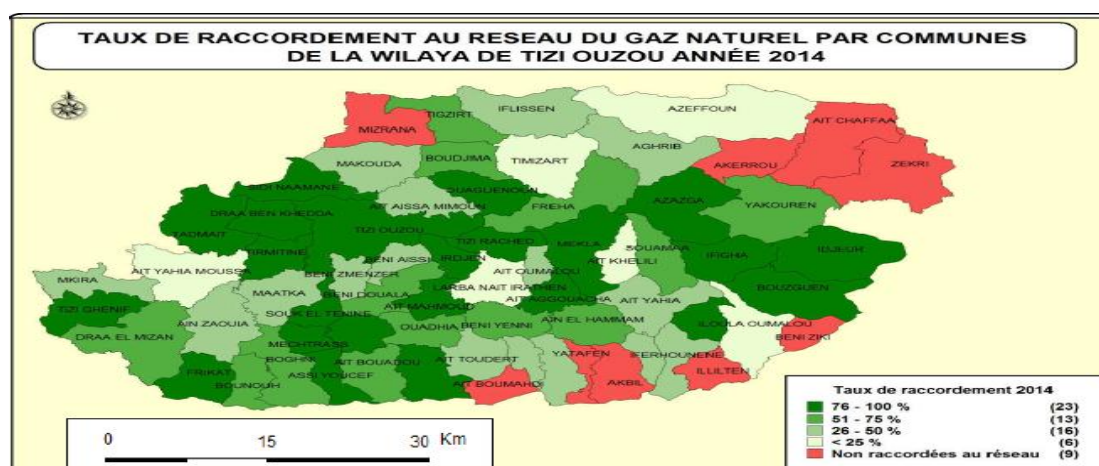 TAUX DE RACCORDEMENT AU RESEAU DU GAZ NATUREL PAR COMMUNES
DE LA WILAYA DE TIZI OUZOU ANNÉE 2014
IFLISSEN
AZEFFOUN
TIGZIRT
MIZRANA
AIT CHAFFAA
AGHRIB
MAKOUDA
BOUDJIMA
TIMIZART
AKERROU
ZEKRI
SIDI NAAMANE
OUAGUENOUN
AIT AISSA MIMOUN
FREHA
AZAZGA
YAKOUREN
DRAA BEN KHEDDA
TIZI OUZOU
TADMAIT
TIRMITINE
TIZI RACHED
MEKLA
SOUAMAA
IFIGHA
IDJEUR
AIT YAHIA MOUSSA
BENI AISSI
IRDJEN
AIT KHELILI
MKIRA
BENI ZMENZER
AIT OUMALOU
BOUZGUEN
MAATKA
BENI DOUALA
LARBA NAIT IRATHEN
TIZI GHENIF
AIT MAHMOUD
AIT AGGOUACHA
AIT YAHIA
AIN ZAOUIA
SOUK EL TENINE
DRAA EL MIZAN
OUADHIA
BENI YENNI
AIN EL HAMMAM
ILOULA OUMALOU
BENI ZIKI
MECHTRASS
BOGHNI
AIT BOUADOU
AIT TOUDERT
YATAFEN
IFERHOUNENE
FRIKAT
ASSI YOUCEF
BOUNOUH
AIT BOUMAHDI
AKBIL
ILLILTEN
Taux de raccordement 2014
76 - 100 % (23)
51 - 75 % (13)
26 - 50 % (16)
< 25 % (6)
Non raccordées au réseau (9)
0 15 30 Km